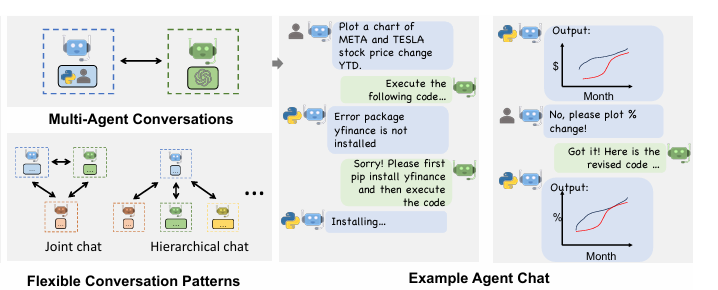 Multi-Agent Conversations
...
...
...
Joint chat
...
...
...
...
Hierarchical chat
...
Flexible Conversation Patterns
Plot a chart of
META and TESLA
stock price change
YTD.
Execute the
following code...
Error package
yfinance is not
installed
Sorry! Please first
pip install yfinance
and then execute
the code
Installing...
Output:
$
Month
No, please plot %
change!
Got it! Here is the
revised code ...
Output:
%
Month
Example Agent Chat